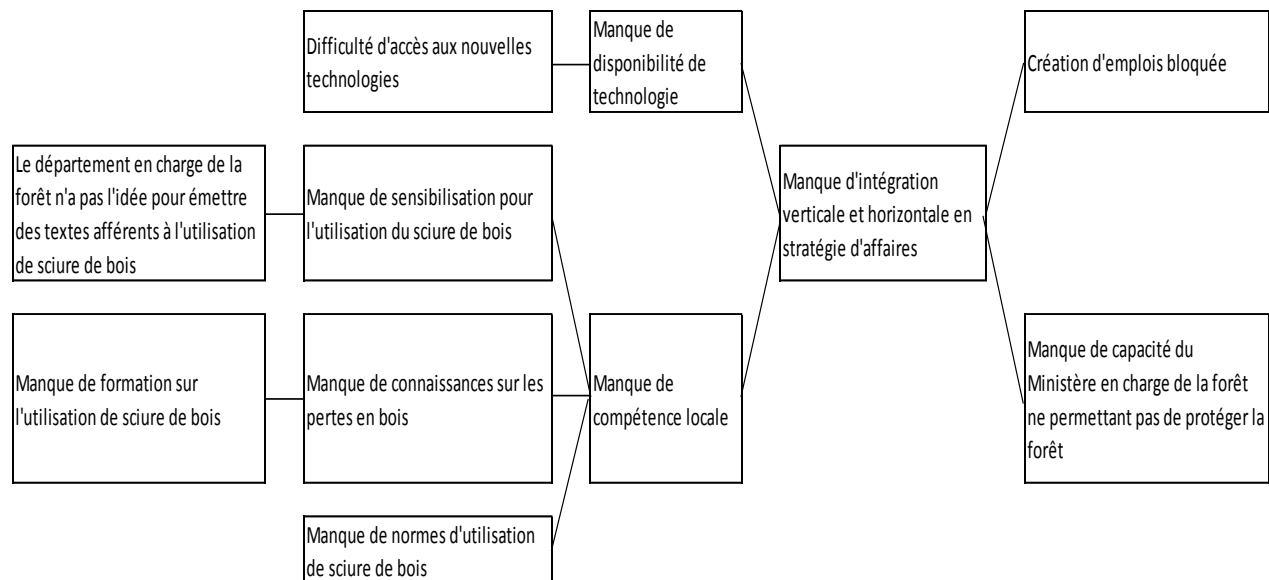 Difficulté d'accès aux nouvelles
technologies
Manque de
disponibilité de
technologie
Création d'emplois bloquée
Le département en charge de la
forêt n'a pas l'idée pour émettre
des textes afférents à l'utilisation
de sciure de bois
Manque de sensibilisation pour
l'utilisation du sciure de bois
Manque d'intégration
verticale et horizontale en
stratégie d'affaires
Manque de formation sur
l'utilisation de sciure de bois
Manque de connaissances sur les
pertes en bois
Manque de
compétence locale
Manque de capacité du
Ministère en charge de la forêt
ne permettant pas de protéger la
forêt
Manque de normes d'utilisation
de sciure de bois